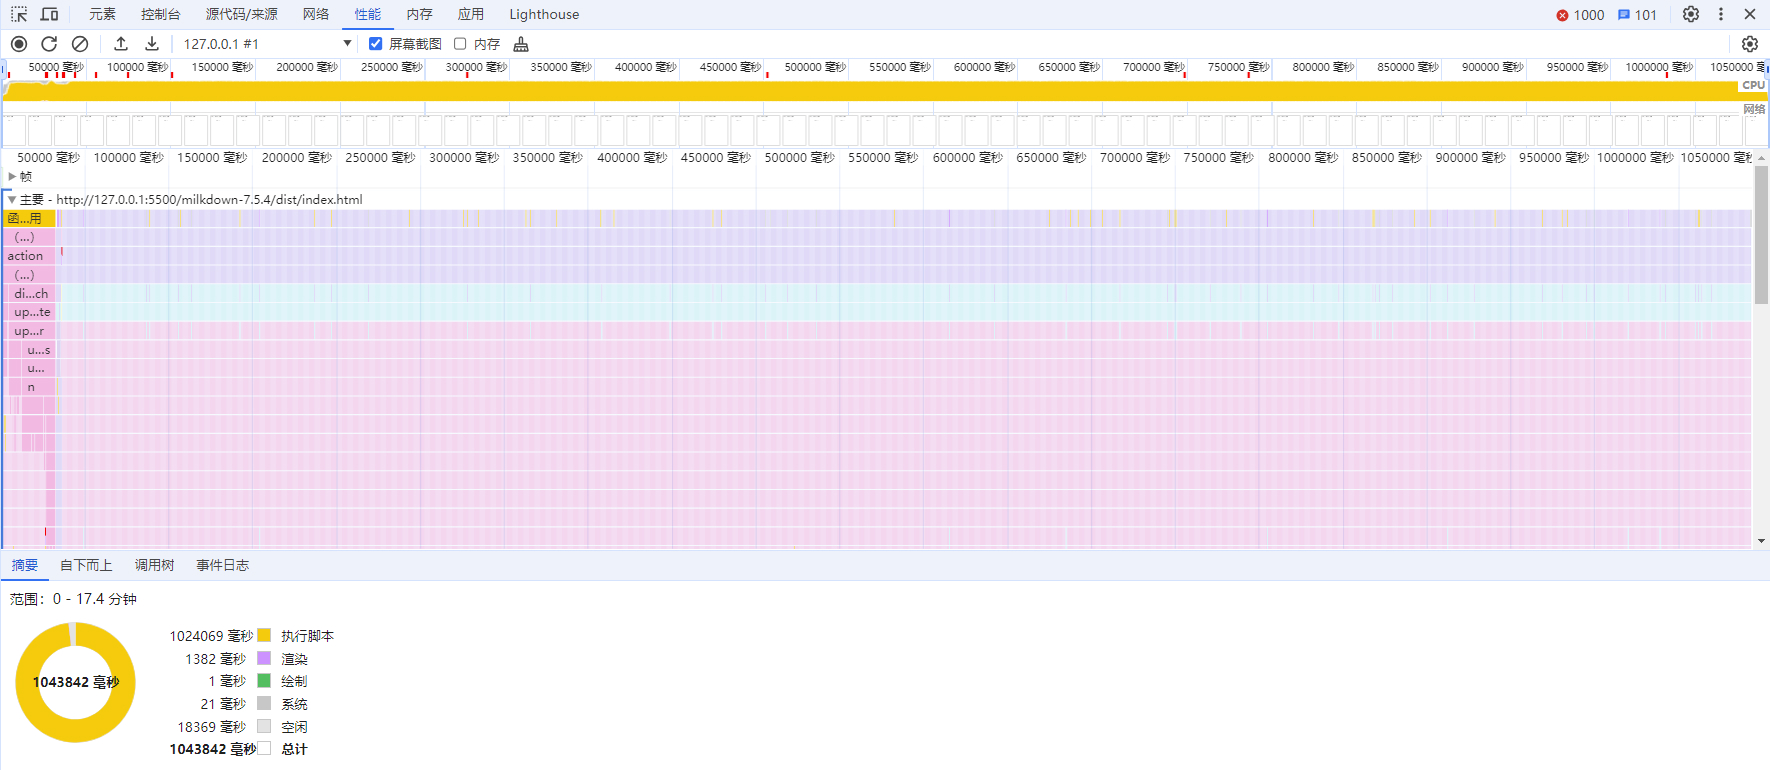 元素 控制台 源代码/来源 网络 性能 内存 应用 Lighthouse 1000 101
127.0.0.1 #1 屏幕截图 内存
50000 毫秒 100000 毫秒 150000 毫秒 200000 毫秒 250000 毫秒 300000 毫秒 350000 毫秒 400000 毫秒 450000 毫秒 500000 毫秒 550000 毫秒 600000 毫秒 650000 毫秒 700000 毫秒 750000 毫秒 800000 毫秒 850000 毫秒 900000 毫秒 950000 毫秒 1000000 毫秒 1050000 毫
CPU
网络
50000 毫秒 100000 毫秒 150000 毫秒 200000 毫秒 250000 毫秒 300000 毫秒 350000 毫秒 400000 毫秒 450000 毫秒 500000 毫秒 550000 毫秒 600000 毫秒 650000 毫秒 700000 毫秒 750000 毫秒 800000 毫秒 850000 毫秒 900000 毫秒 950000 毫秒 1000000 毫秒 1050000 毫
帧
主要 - http://127.0.0.1:5500/milkdown-7.5.4/dist/index.html
函...用
(...)
action
(...)
di...ch
up...te
up...r
u...s
u...
n
摘要 自下而上 调用树 事件日志
范围：0 - 17.4 分钟
1024069 毫秒 执行脚本
1382 毫秒 渲染
1043842 毫秒 1 毫秒 绘制
21 毫秒 系统
18369 毫秒 空闲
1043842 毫秒 总计